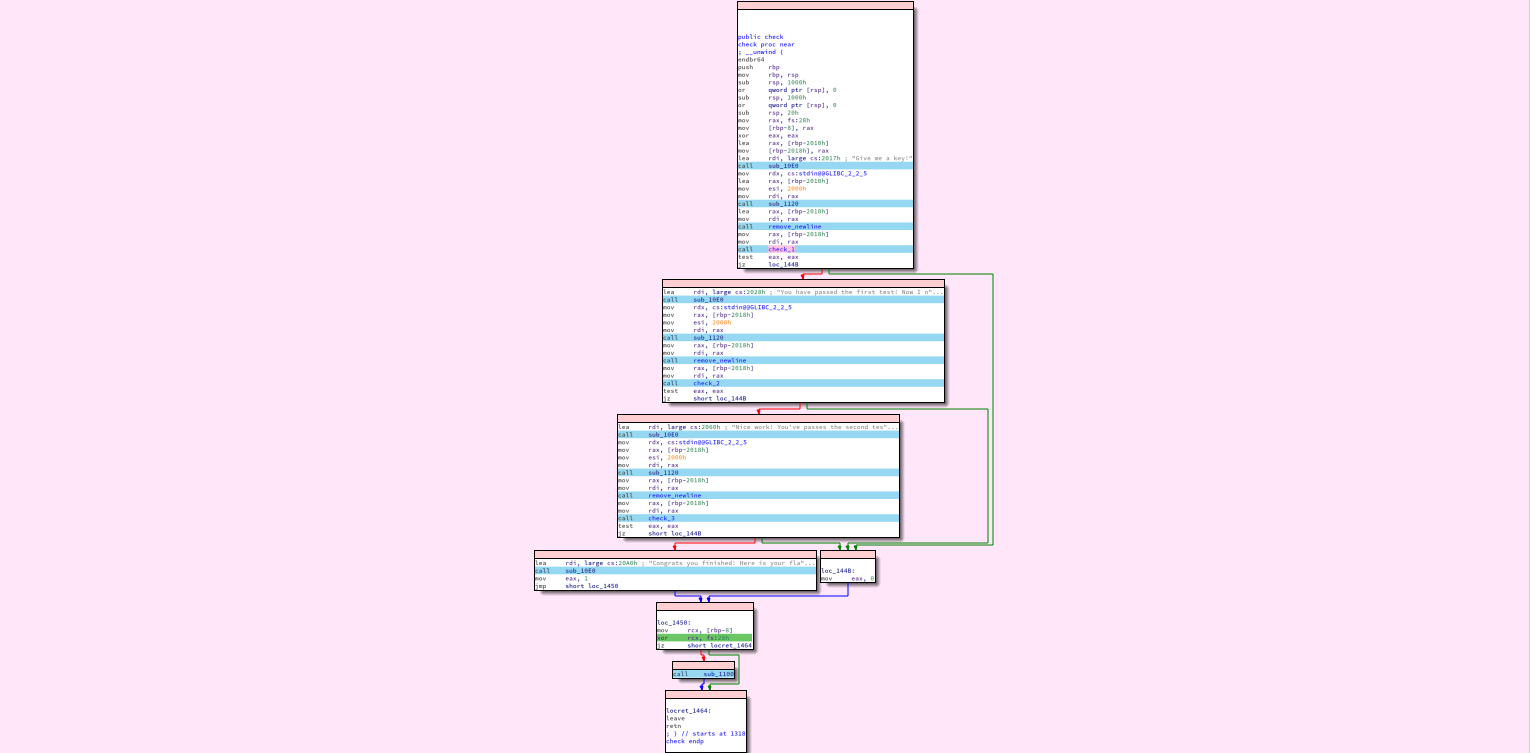 public check
check proc near
; __unwind {
endbr64
push rbp
mov rbp, rsp
sub rsp, 1000h
or qword ptr [rsp], 0
sub rsp, 1000h
or qword ptr [rsp], 0
sub rsp, 20h
mov rax, fs:28h
mov [rbp-8], rax
xor eax, eax
lea rax, [rbp-2010h]
mov [rbp-2018h], rax
lea rdi, large cs:2017h ; "Give me a key!"
call sub_10E0
mov rdx, cs:stdin@@GLIBC_2_2_5
lea rax, [rbp-2010h]
mov esi, 2000h
mov rdi, rax
call sub_1120
lea rax, [rbp-2010h]
mov rdi, rax
call remove_newline
mov rax, [rbp-2018h]
mov rdi, rax
call check_1
test eax, eax
jz loc_144B
lea rdi, large cs:2028h ; "You have passed the first text! Now I n"...
call sub_10E0
mov rdx, cs:stdin@@GLIBC_2_2_5
mov rax, [rbp-2018h]
mov esi, 2000h
mov rdi, rax
call sub_1120
mov rax, [rbp-2018h]
mov rdi, rax
call remove_newline
mov rax, [rbp-2018h]
mov rdi, rax
call check_2
test eax, eax
jz short loc_144B
lea rdi, large cs:2060h ; "Nice work! You've passes the second tes"...
call sub_10E0
mov rdx, cs:stdin@@GLIBC_2_2_5
mov rax, [rbp-2018h]
mov esi, 2000h
mov rdi, rax
call sub_1120
mov rax, [rbp-2018h]
mov rdi, rax
call remove_newline
mov rax, [rbp-2018h]
mov rdi, rax
call check_3
test eax, eax
jz short loc_144B
lea rdi, large cs:20A0h ; "Congrats you finished! Here is your fla"...
call sub_10E0
mov eax, 1
jmp short loc_1450
loc_144B:
mov eax, 0
loc_1450:
mov rcx, [rbp-8]
xor rcx, fs:28h
jz short locret_1464
call sub_1100
locret_1464:
leave
retn
; } // starts at 1318
check endp